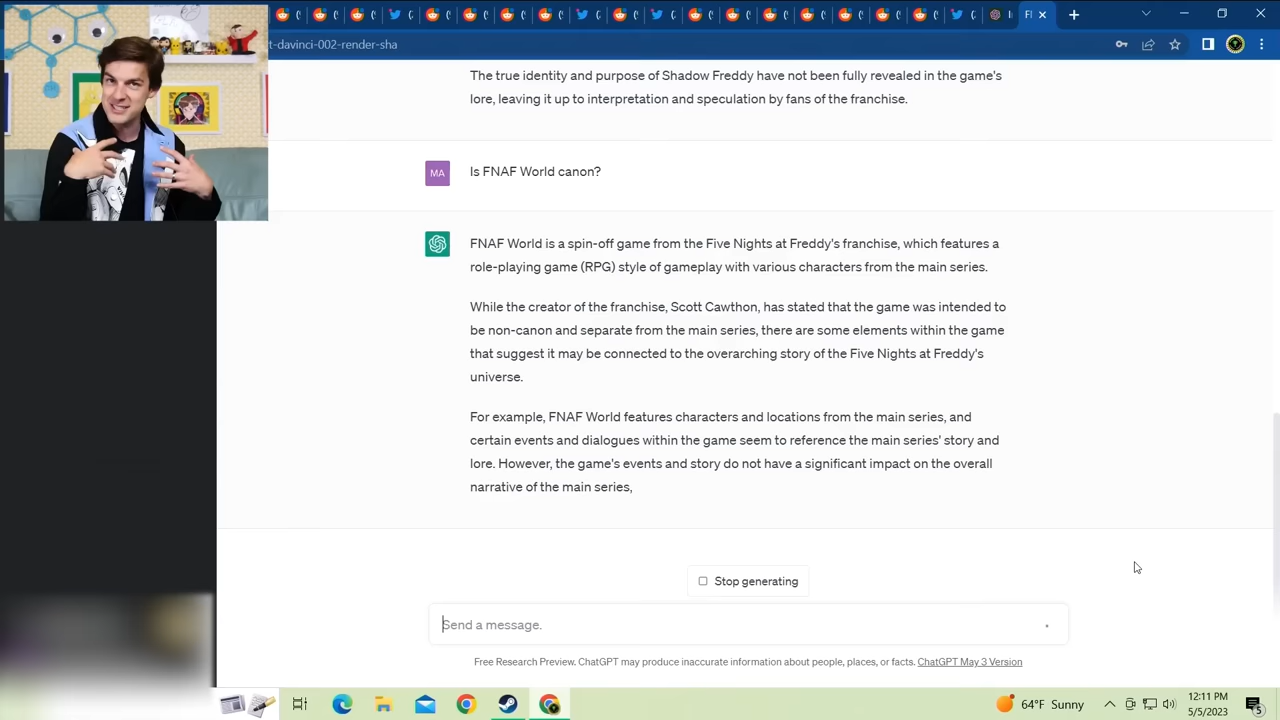 t-davinci-002-render-sha
The true identity and purpose of Shadow Freddy have not been fully revealed in the game's
lore, leaving it up to interpretation and speculation by fans of the franchise.
MA
Is FNAF World canon?
FNAF World is a spin-off game from the Five Nights at Freddy's franchise, which features a
role-playing game (RPG) style of gameplay with various characters from the main series.
While the creator of the franchise, Scott Cawthon, has stated that the game was intended to
be non-canon and separate from the main series, there are some elements within the game
that suggest it may be connected to the overarching story of the Five Nights at Freddy's
universe.
For example, FNAF World features characters and locations from the main series, and
certain events and dialogues within the game seem to reference the main series' story and
lore. However, the game's events and story do not have a significant impact on the overall
narrative of the main series,
Stop generating
Send a message.
Free Research Preview. ChatGPT may produce inaccurate information about people, places, or facts. ChatGPT May 3 Version
64°F Sunny
12:11 PM
5/5/2023
5